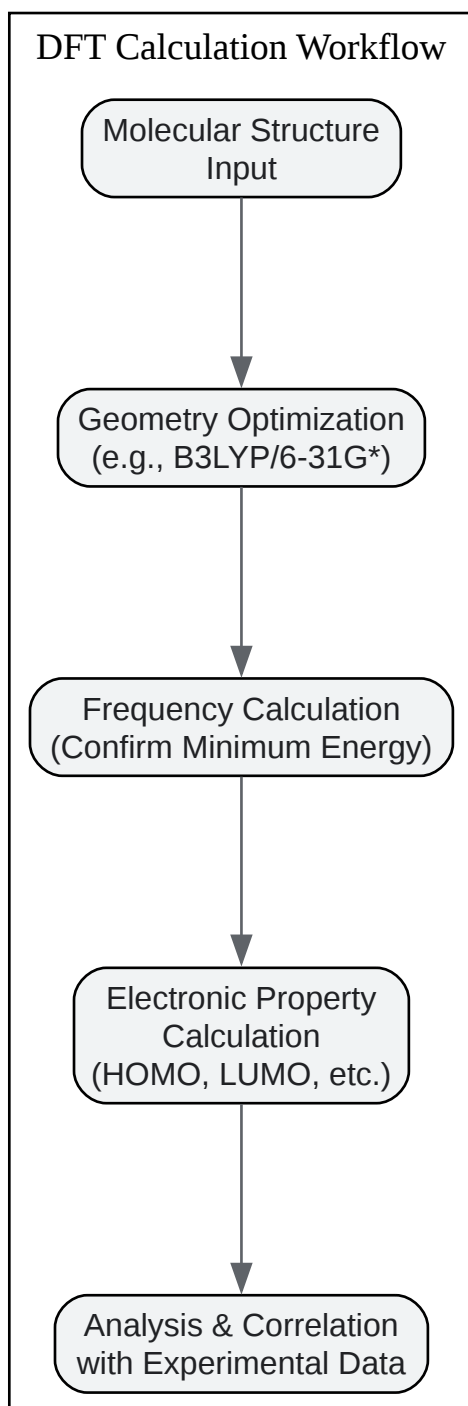 DFT Calculation Workflow
Molecular Structure
Input
Geometry Optimization
(e.g., B3LYP/6-31G*)
Frequency Calculation
(Confirm Minimum Energy)
Electronic Property
Calculation
(HOMO, LUMO, etc.)
Analysis & Correlation
with Experimental Data